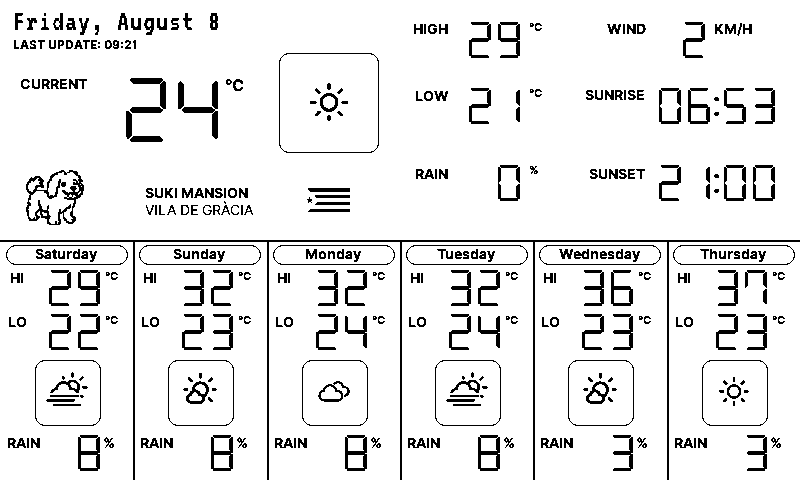 Friday, August 8
LAST UPDATE: 09:21
CURRENT 24 °C
HIGH 29 °C
LOW 21 °C
RAIN 0 %
WIND 2 KM/H
SUNRISE 06:53
SUNSET 21:00
SUKI MANSION
VILA DE GRÀCIA
Saturday
HI 29 °C
LO 22 °C
RAIN 8 %
Sunday
HI 32 °C
LO 23 °C
RAIN 8 %
Monday
HI 32 °C
LO 24 °C
RAIN 8 %
Tuesday
HI 32 °C
LO 24 °C
RAIN 8 %
Wednesday
HI 36 °C
LO 23 °C
RAIN 3 %
Thursday
HI 37 °C
LO 23 °C
RAIN 3 %